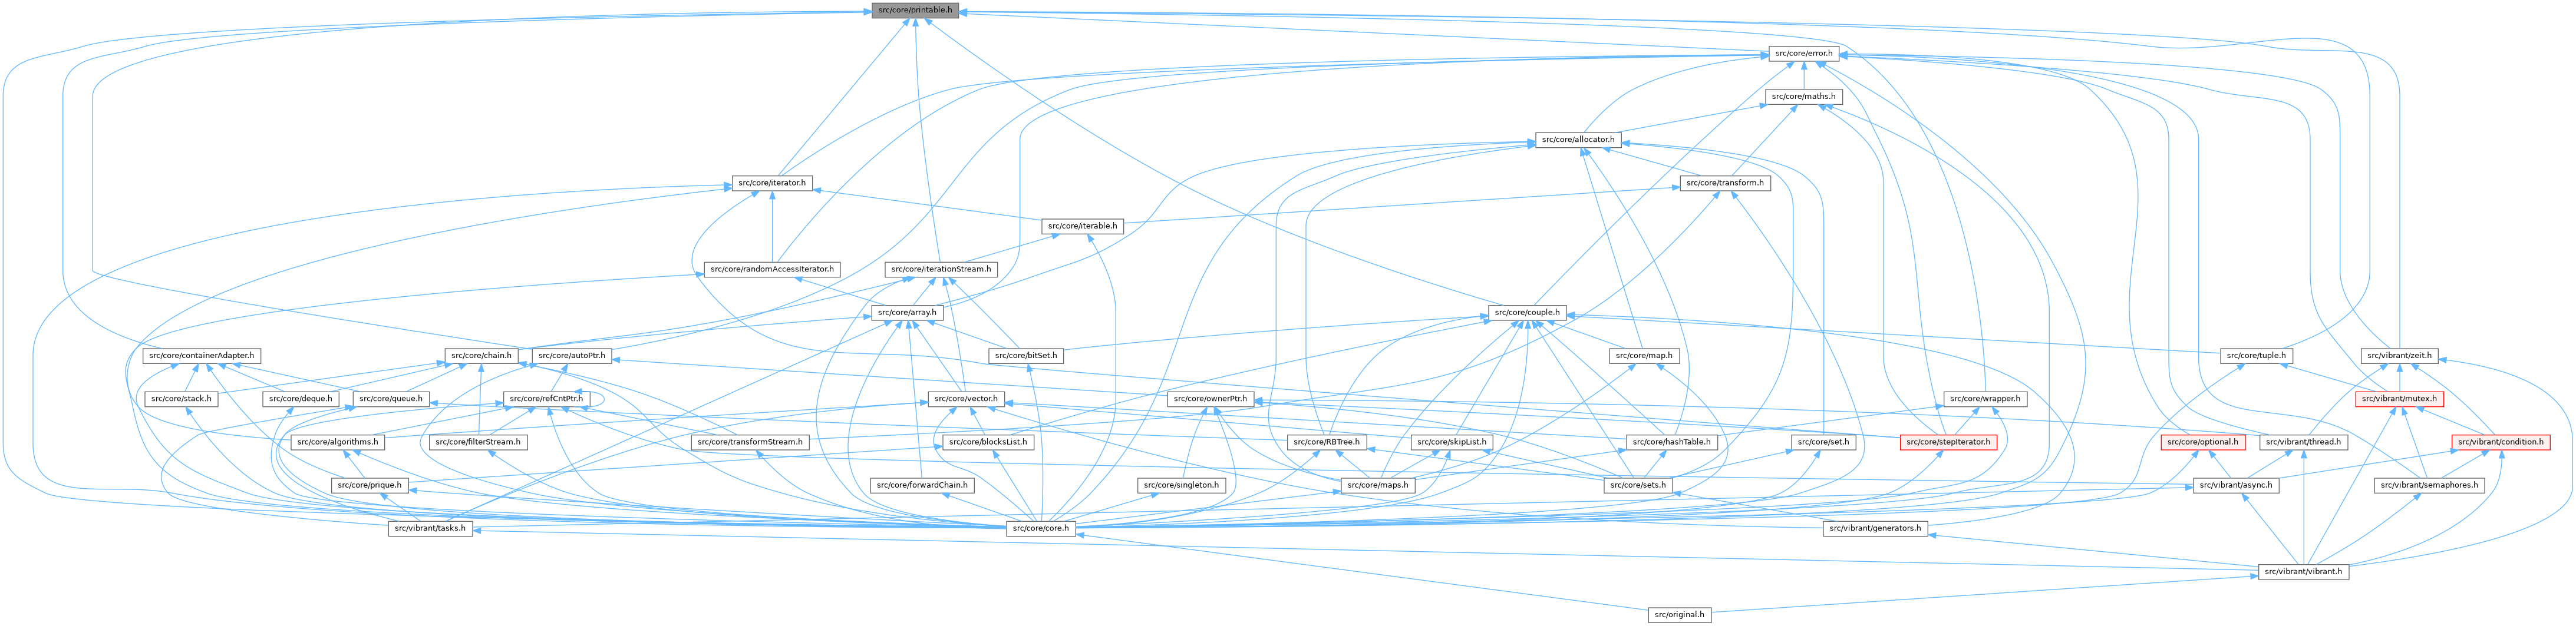 src/core/printable.h
src/core/error.h
src/core/maths.h
src/core/allocator.h
src/core/iterator.h
src/core/transform.h
src/core/iterable.h
src/core/randomAccessIterator.h
src/core/iterationStream.h
src/core/array.h
src/core/couple.h
src/core/containerAdapter.h
src/core/chain.h
src/core/autoPtr.h
src/core/bitSet.h
src/core/map.h
src/core/tuple.h
src/vibrant/zeit.h
src/core/stack.h
src/core/deque.h
src/core/queue.h
src/core/refCntPtr.h
src/core/vector.h
src/core/ownerPtr.h
src/core/wrapper.h
src/vibrant/mutex.h
src/core/algorithms.h
src/core/filterStream.h
src/core/transformStream.h
src/core/blocksList.h
src/core/RBTree.h
src/core/skipList.h
src/core/hashTable.h
src/core/set.h
src/core/stepIterator.h
src/core/optional.h
src/vibrant/thread.h
src/vibrant/condition.h
src/core/prique.h
src/core/forwardChain.h
src/core/singleton.h
src/core/maps.h
src/core/sets.h
src/vibrant/async.h
src/vibrant/semaphores.h
src/vibrant/tasks.h
src/core/core.h
src/vibrant/generators.h
src/vibrant/vibrant.h
src/original.h